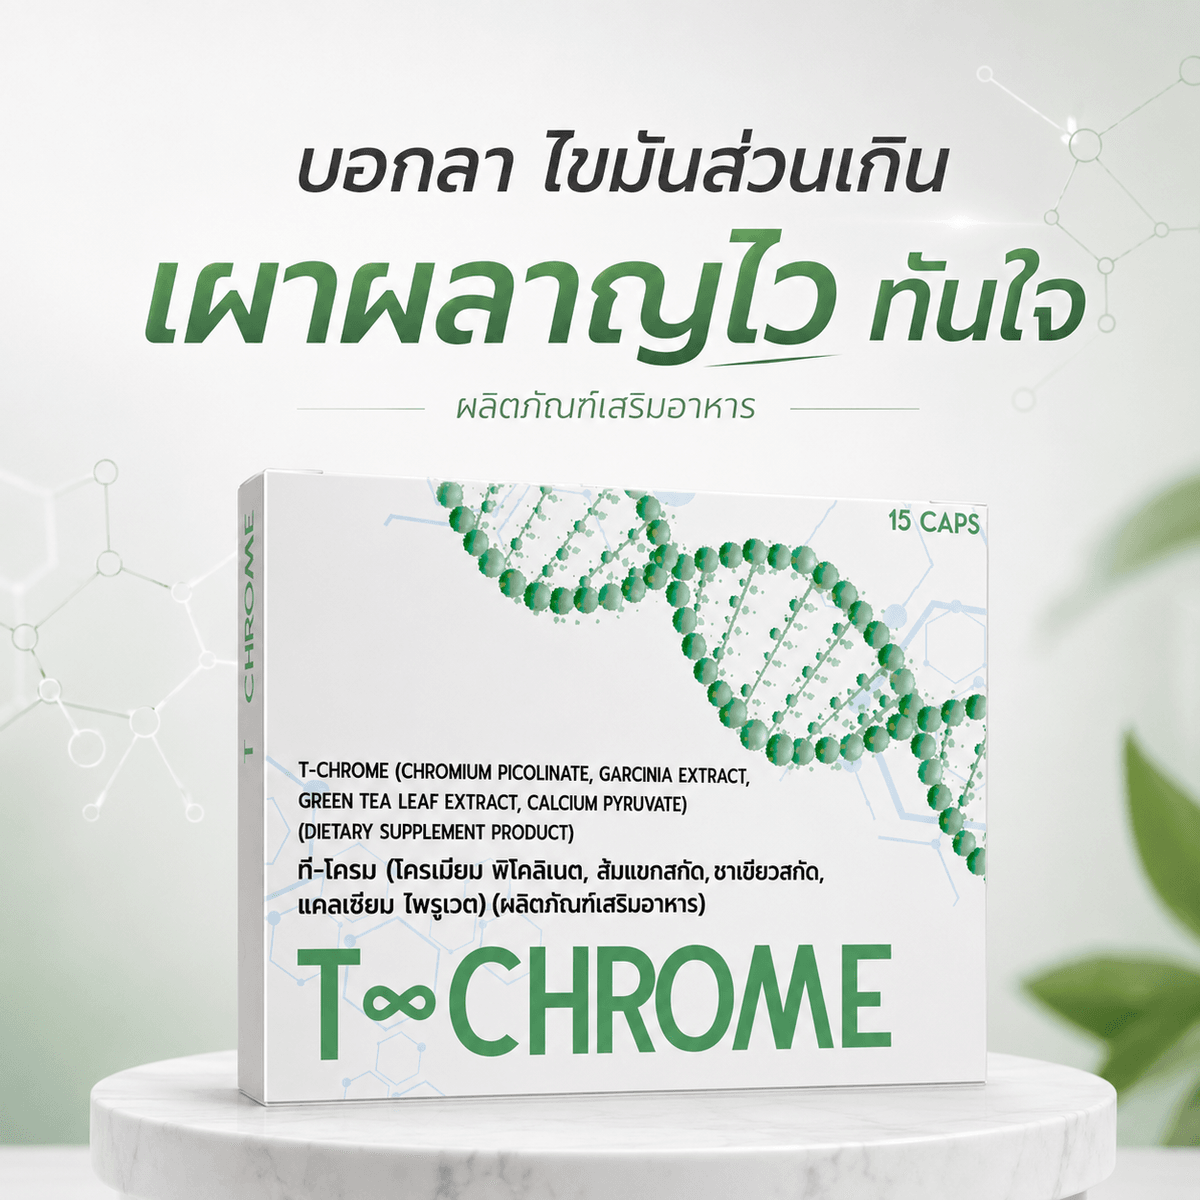 บอกลา ไขมันส่วนเกิน
เผาผลาญไว ทันใจ
ผลิตภัณฑ์เสริมอาหาร
15 CAPS
T CHROME
T-CHROME (CHROMIUM PICOLINATE, GARCINIA EXTRACT,
GREEN TEA LEAF EXTRACT, CALCIUM PYRUVATE)
(DIETARY SUPPLEMENT PRODUCT)
ที-โครม (โครเมียม พิโคลิเนต, ส้มแขกสกัด, ชาเขียวสกัด,
แคลเซียม ไพรูเวต) (ผลิตภัณฑ์เสริมอาหาร)
T∞CHROME